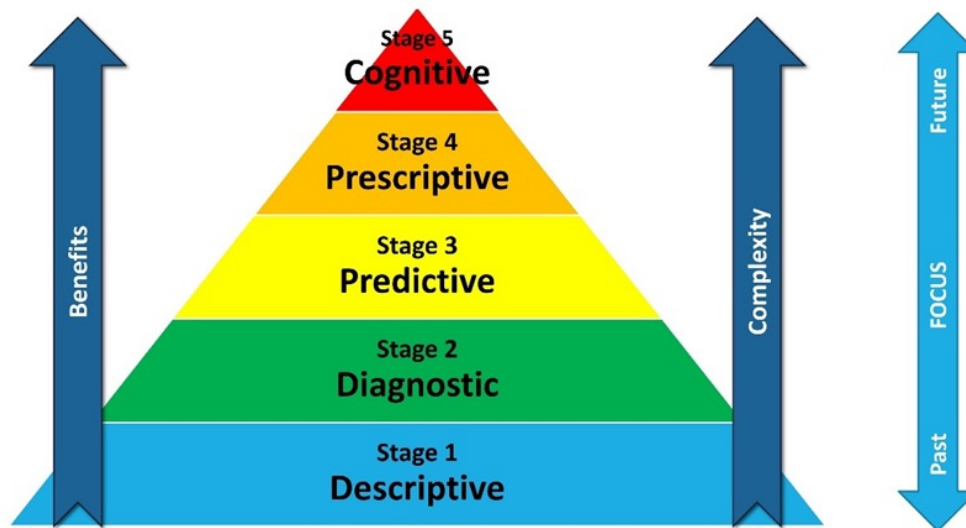 Stage 5
Cognitive
Stage 4
Prescriptive
Stage 3
Predictive
Stage 2
Diagnostic
Stage 1
Descriptive
Benefits
Complexity
Future
FOCUS
Past